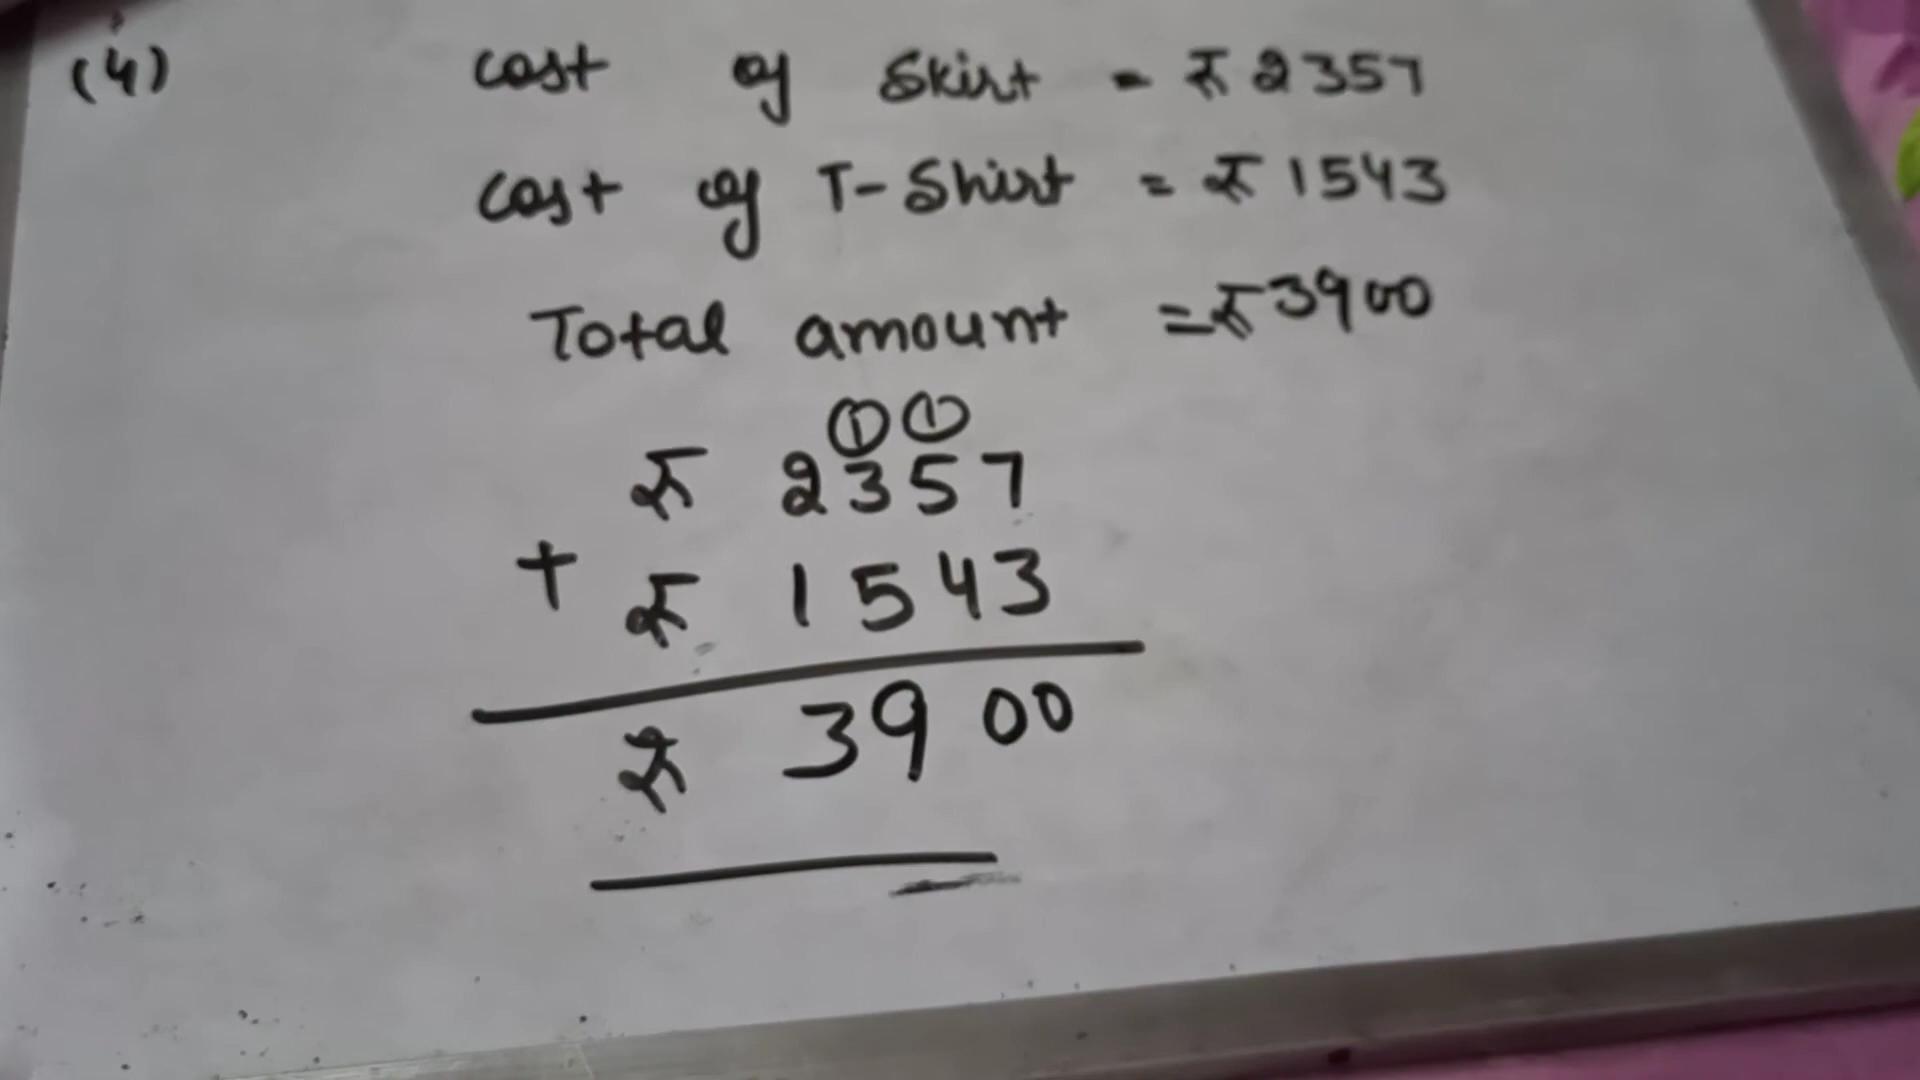 (4) Cost of Skirt = ₹ 2357
Cost of T-Shirt = ₹ 1543
Total amount = ₹ 3900
① ①
₹ 2357
+ ₹ 1543
₹ 3900